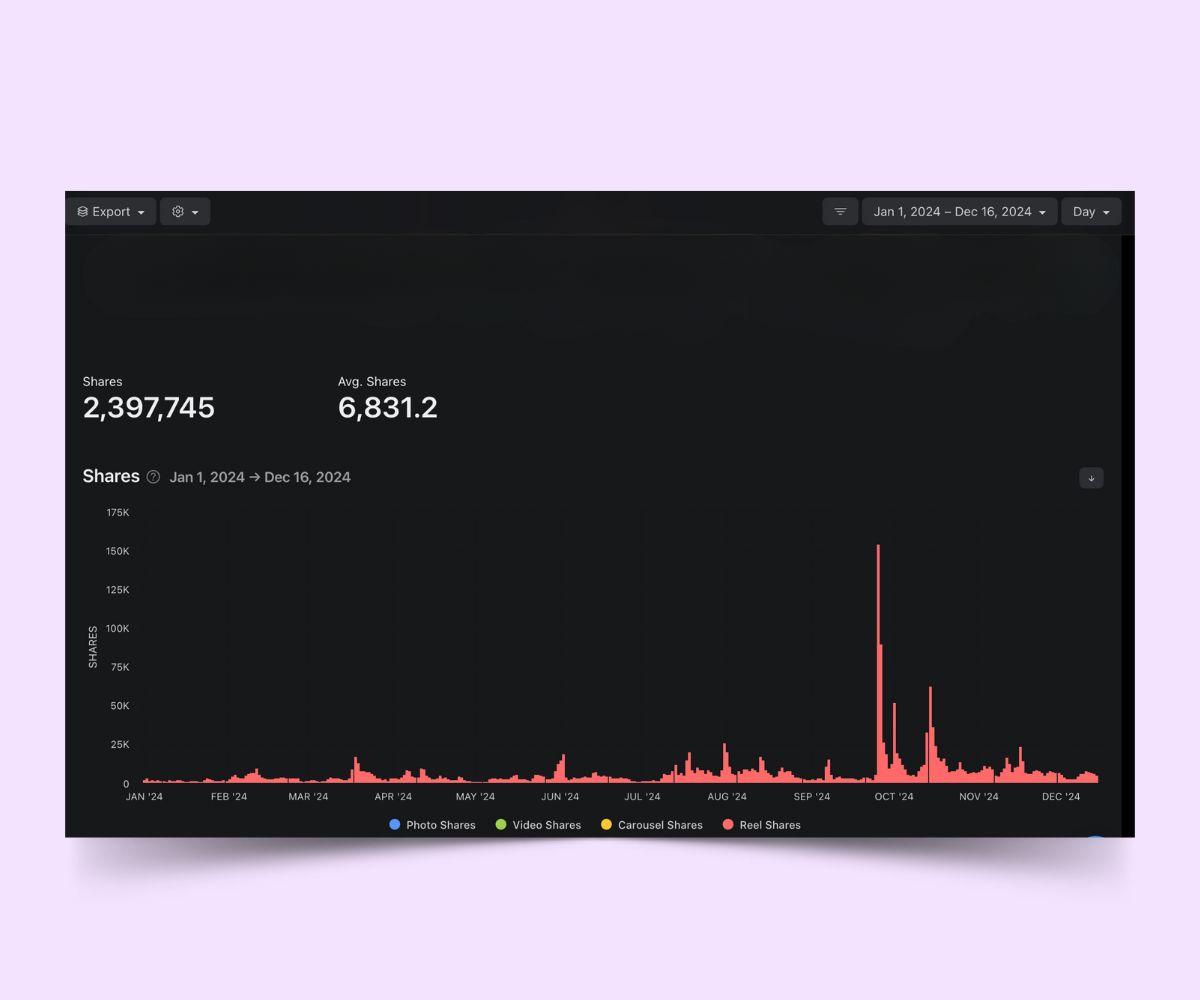 Export
Jan 1, 2024 – Dec 16, 2024
Day
Shares
2,397,745
Avg. Shares
6,831.2
Shares ? Jan 1, 2024 → Dec 16, 2024
175K
150K
125K
100K
75K
50K
25K
0
SHARES
JAN '24 FEB '24 MAR '24 APR '24 MAY '24 JUN '24 JUL '24 AUG '24 SEP '24 OCT '24 NOV '24 DEC '24
Photo Shares Video Shares Carousel Shares Reel Shares